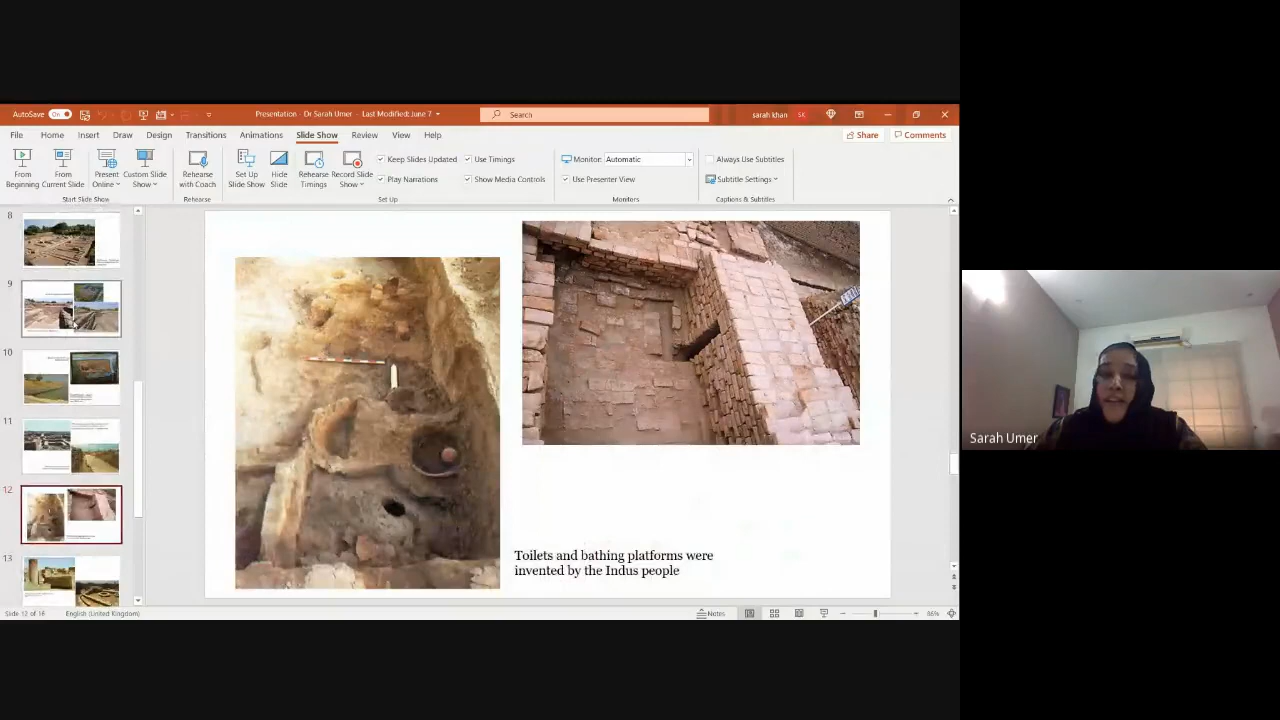 AutoSave On
Presentation - Dr Sarah Umer - Last Modified: June 7
Search
sarah khan SK
File Home Insert Draw Design Transitions Animations Slide Show Review View Help
Share Comments
From Beginning
From Current Slide
Present Online
Custom Slide Show
Rehearse with Coach
Set Up Slide Show
Hide Slide
Rehearse Timings
Record Slide Show
Keep Slides Updated
Play Narrations
Use Timings
Show Media Controls
Monitor: Automatic
Use Presenter View
Always Use Subtitles
Subtitle Settings
Start Slide Show Rehearse Set Up Monitors Captions & Subtitles
8
9
10
11
12
13
Toilets and bathing platforms were
invented by the Indus people
Sarah Umer
Slide 12 of 16 English (United Kingdom)
Notes
86%